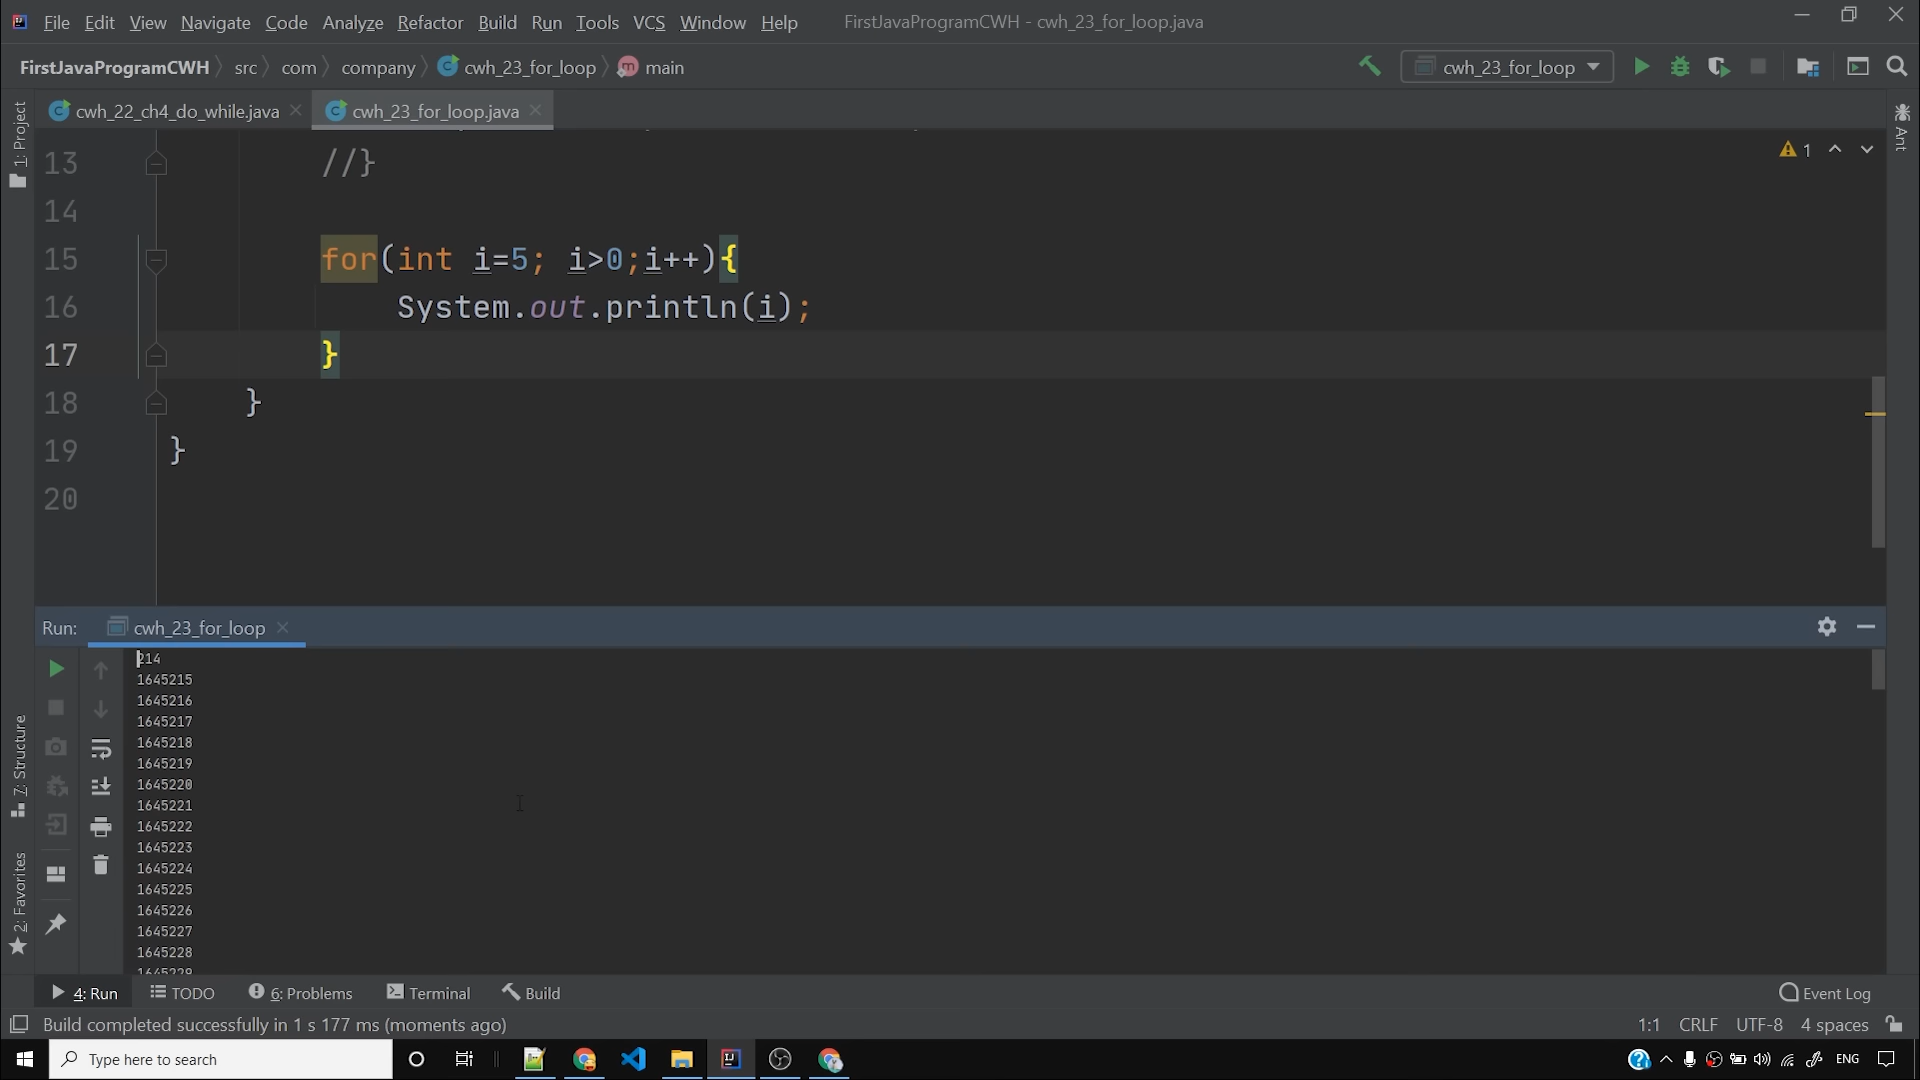 File Edit View Navigate Code Analyze Refactor Build Run Tools VCS Window Help FirstJavaProgramCWH - cwh_23_for_loop.java
FirstJavaProgramCWH src com company cwh_23_for_loop main cwh_23_for_loop
cwh_22_ch4_do_while.java cwh_23_for_loop.java
1: Project
Ant
1
13 //}
14
15 for(int i=5; i>0;i++){
16 System.out.println(i);
17 }
18 }
19 }
20
Run: cwh_23_for_loop
214
1645215
1645216
1645217
1645218
1645219
1645220
1645221
1645222
1645223
1645224
1645225
1645226
1645227
1645228
1645229
7: Structure
2: Favorites
4: Run TODO 6: Problems Terminal Build Event Log
Build completed successfully in 1 s 177 ms (moments ago) 1:1 CRLF UTF-8 4 spaces
Type here to search ENG